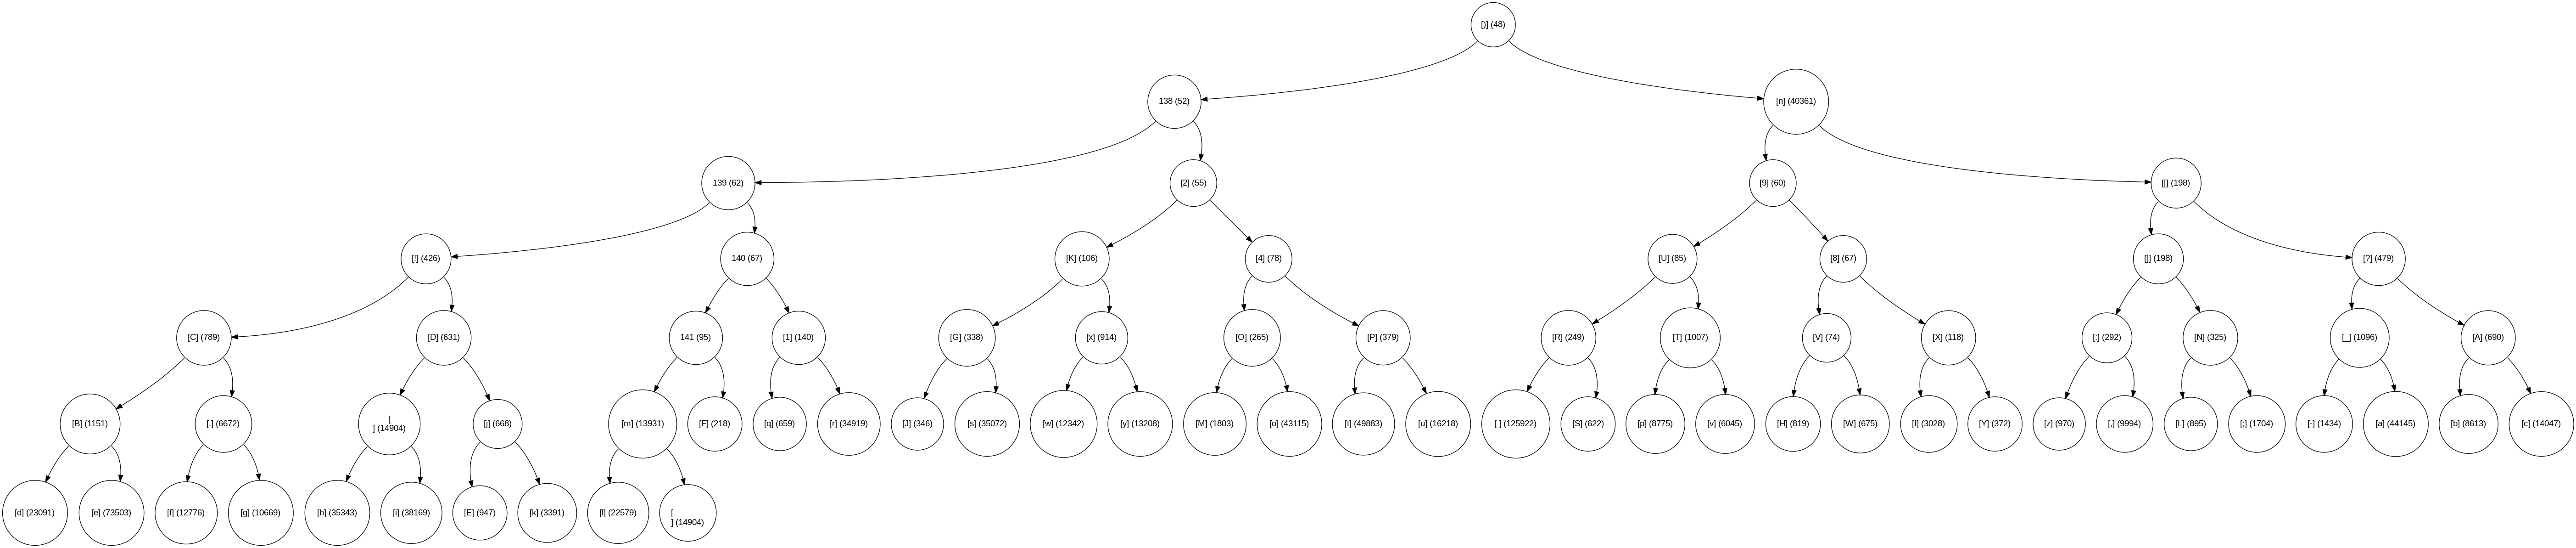 [)] (48)
138 (52)
[n] (40361)
139 (62)
[2] (55)
[9] (60)
[[] (198)
[!] (426)
140 (67)
[K] (106)
[4] (78)
[U] (85)
[8] (67)
[]] (198)
[?] (479)
[C] (789)
[D] (631)
141 (95)
[1] (140)
[G] (338)
[x] (914)
[O] (265)
[P] (379)
[R] (249)
[T] (1007)
[V] (74)
[X] (118)
[:] (292)
[N] (325)
[_] (1096)
[A] (690)
[B] (1151)
[.] (6672)
[
] (14904)
[j] (668)
[m] (13931)
[F] (218)
[q] (659)
[r] (34919)
[J] (346)
[s] (35072)
[w] (12342)
[y] (13208)
[M] (1803)
[o] (43115)
[t] (49883)
[u] (16218)
[ ] (125922)
[S] (622)
[p] (8775)
[v] (6045)
[H] (819)
[W] (675)
[I] (3028)
[Y] (372)
[z] (970)
[,] (9994)
[L] (895)
[;] (1704)
[-] (1434)
[a] (44145)
[b] (8613)
[c] (14047)
[d] (23091)
[e] (73503)
[f] (12776)
[g] (10669)
[h] (35343)
[i] (38169)
[E] (947)
[k] (3391)
[l] (22579)
[
] (14904)